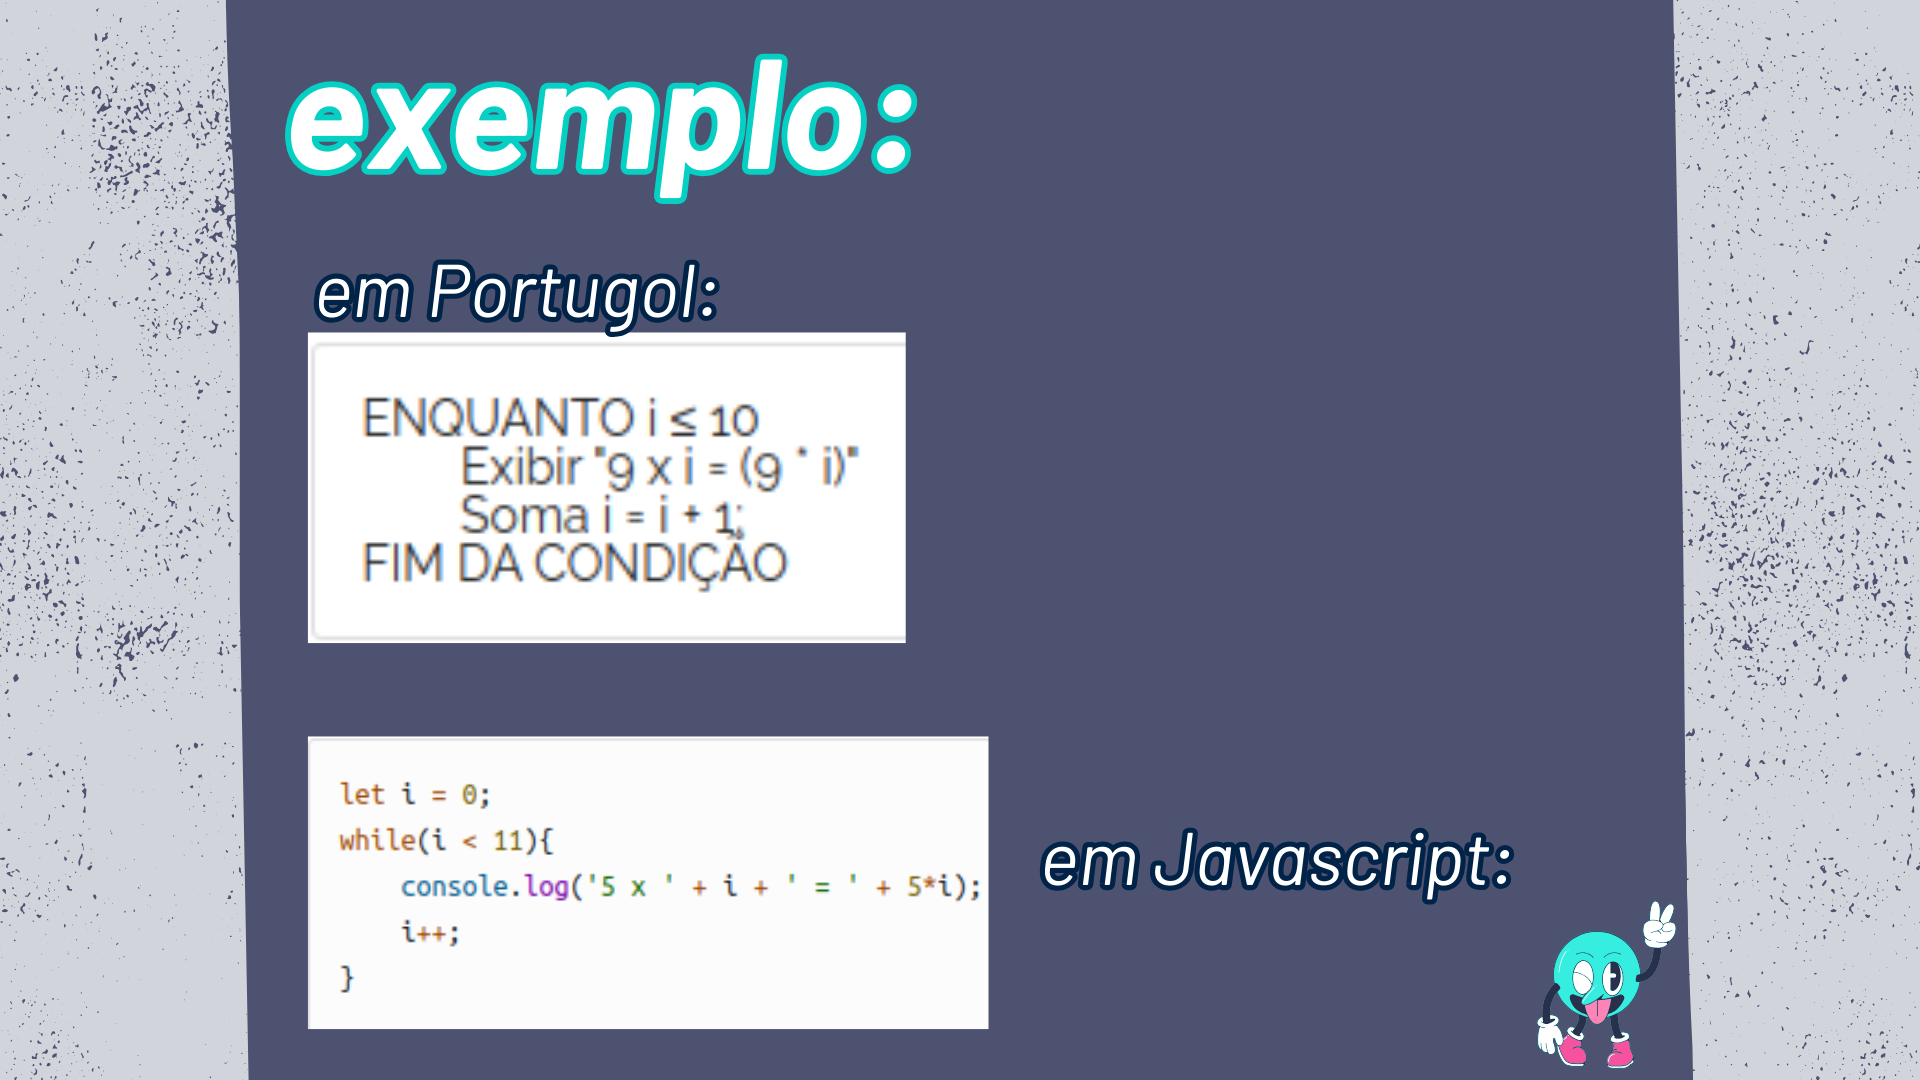 exemplo:
em Portugol:
ENQUANTO i ≤ 10
Exibir "9 x i = (9 * i)"
Soma i = i + 1;
FIM DA CONDIÇÃO
let i = 0;
while(i < 11){
console.log('5 x ' + i + ' = ' + 5*i);
i++;
}
em Javascript: